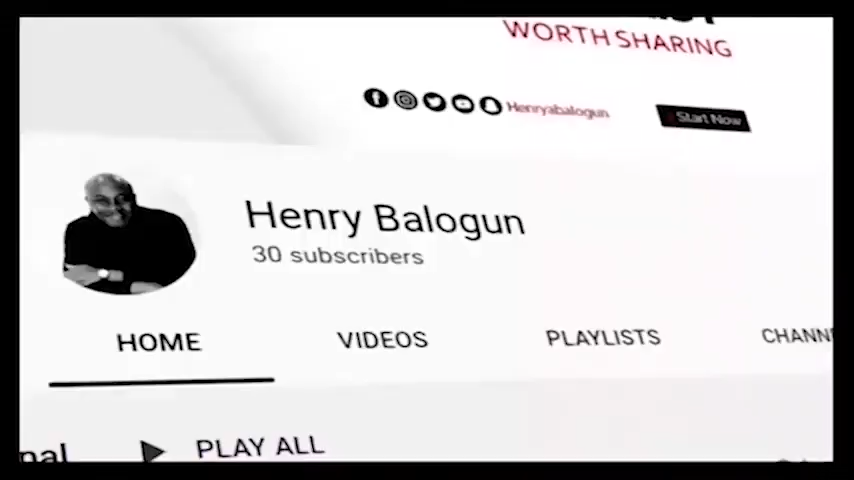 WORTH SHARING
Henryabalogun
Start Now
Henry Balogun
30 subscribers
HOME
VIDEOS
PLAYLISTS
PLAY ALL